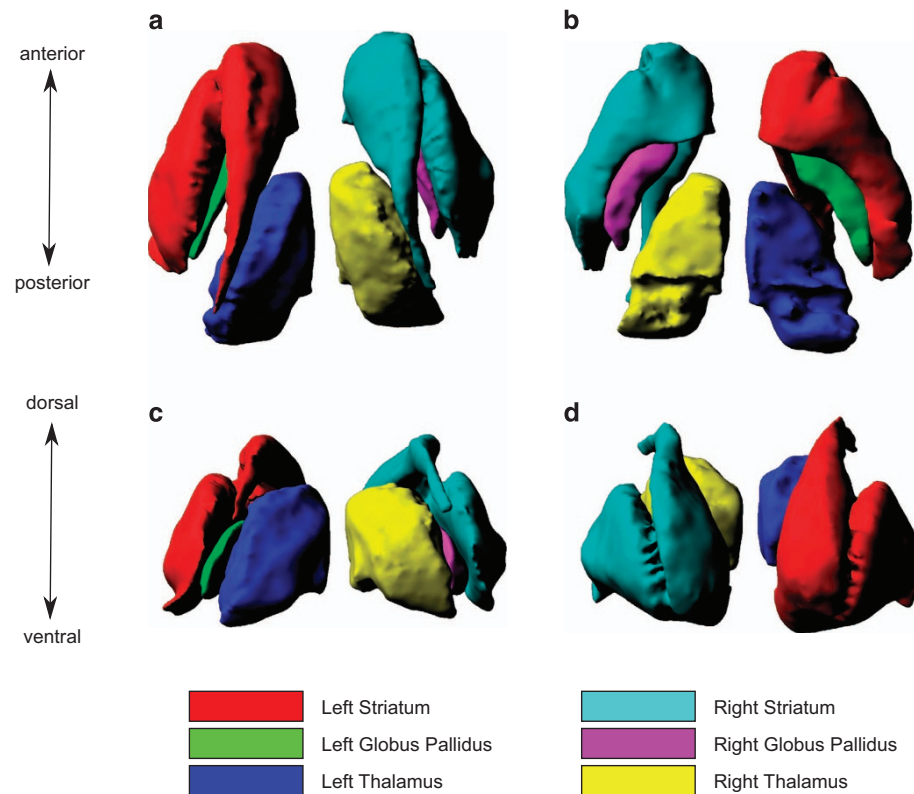 a
b
anterior
posterior
c
d
dorsal
ventral
Left Striatum
Right Striatum
Left Globus Pallidus
Right Globus Pallidus
Left Thalamus
Right Thalamus